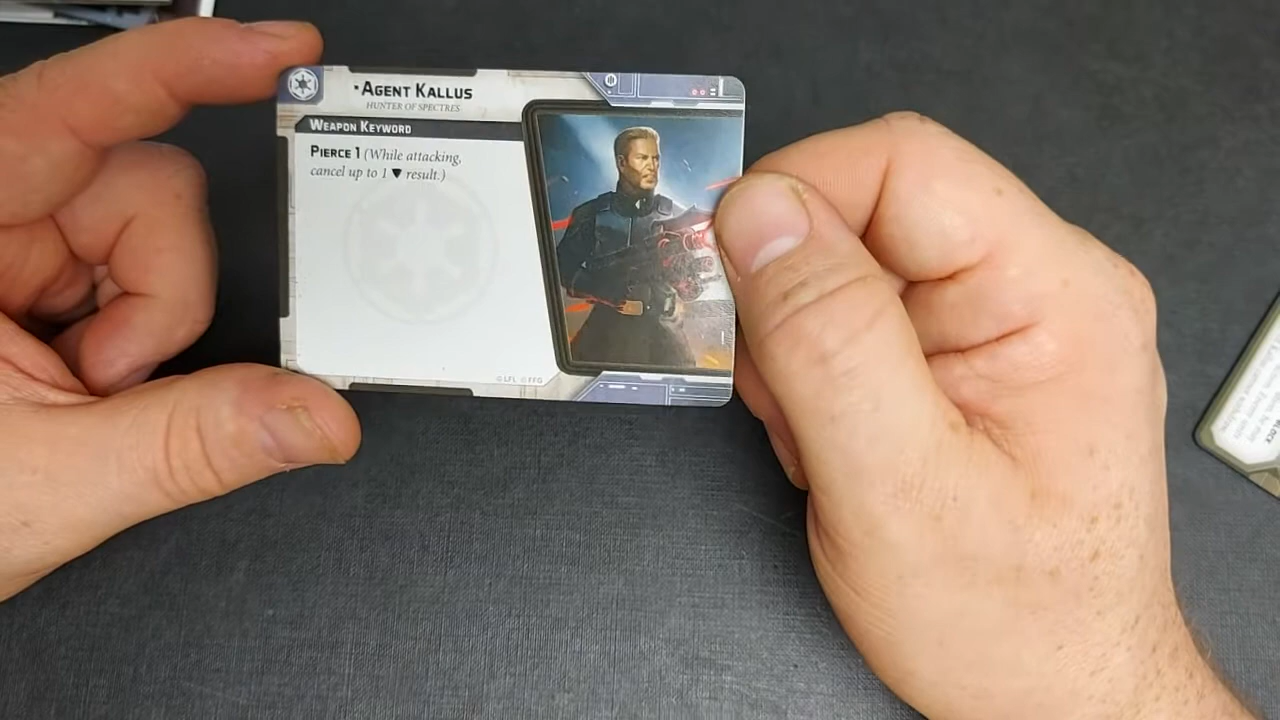 •AGENT KALLUS
HUNTER OF SPECTRES
WEAPON KEYWORD
PIERCE 1 (While attacking,
cancel up to 1 ▼ result.)
©LFL ©FFG